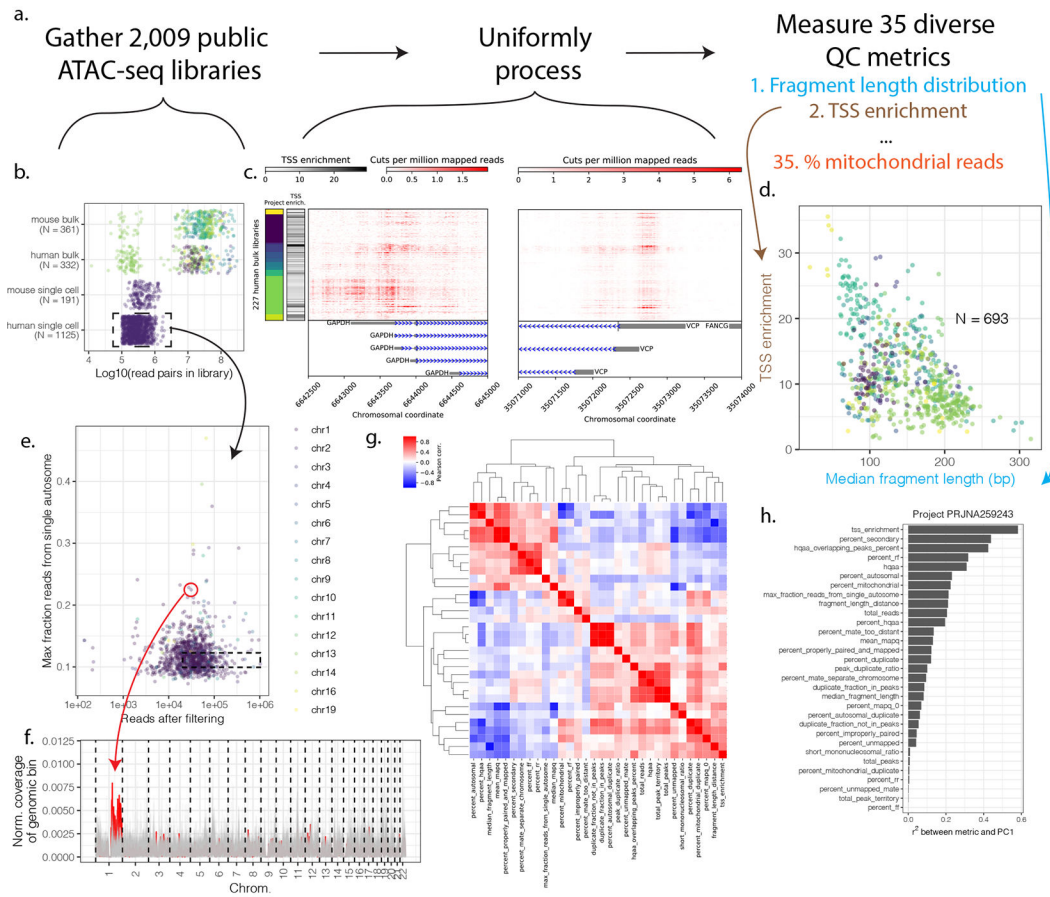 a.
Gather 2,009 public
ATAC-seq libraries
Uniformly
process
Measure 35 diverse
QC metrics
1. Fragment length distribution
2. TSS enrichment
...
35. % mitochondrial reads
b.
mouse bulk
(N = 361)
human bulk
(N = 332)
mouse single cell
(N = 191)
human single cell
(N = 1125)
4 5 6 7 8
Log10(read pairs in library)
c.
TSS enrichment
0 10 20
Cuts per million mapped reads
0.0 0.5 1.0 1.5
Cuts per million mapped reads
0 1 2 3 4 5 6
TSS
Project enrich.
227 human bulk libraries
GAPDH
GAPDH
GAPDH
GAPDH
GAPDH
6642500 6643000 6643500 6644000 6644500 6645000
Chromosomal coordinate
VCP FANCG
VCP
VCP
35071000 35071500 35072000 35072500 35073000 35073500 35074000
Chromosomal coordinate
d.
TSS enrichment
30
20
10
0
N = 693
100 200 300
Median fragment length (bp)
e.
Max fraction reads from single autosome
0.4
0.3
0.2
0.1
1e+02 1e+03 1e+04 1e+05 1e+06
Reads after filtering
chr1
chr2
chr3
chr4
chr5
chr6
chr7
chr8
chr9
chr10
chr11
chr12
chr13
chr14
chr16
chr19
f.
Norm. coverage
of genomic bin
0.0125
0.0100
0.0075
0.0050
0.0025
0.0000
1 2 3 4 5 6 7 8 9 10 11 12 13 14 15 16 17 18 19 20 21 22
Chrom.
g.
0.8
0.4
0.0
−0.4
−0.8
Pearson corr.
percent_autosomal
percent_hqaa
median_fragment_length
mean_mapq
percent_properly_paired_and_mapped
percent_secondary
percent_mate_separate_chromosome
percent_ff
percent_rr
max_fraction_reads_from_single_autosome
median_mapq
percent_mitochondrial
percent_rf
percent_improperly_paired
percent_mate_too_distant
duplicate_fraction_not_in_peaks
duplicate_fraction_in_peaks
percent_autosomal_duplicate
peak_duplicate_ratio
percent_unmapped_mate
hqaa_overlapping_peaks_percent
total_reads
hqaa
total_peak_territory
total_peaks
percent_unmapped
short_mononucleosomal_ratio
percent_duplicate
percent_mitochondrial_duplicate
percent_mapq_0
fragment_length_distance
tss_enrichment
h.
Project PRJNA259243
tss_enrichment
percent_secondary
hqaa_overlapping_peaks_percent
percent_rf
hqaa
percent_autosomal
percent_mitochondrial
max_fraction_reads_from_single_autosome
fragment_length_distance
total_reads
percent_hqaa
percent_mate_too_distant
mean_mapq
percent_properly_paired_and_mapped
percent_duplicate
peak_duplicate_ratio
percent_mate_separate_chromosome
duplicate_fraction_in_peaks
median_fragment_length
percent_mapq_0
percent_autosomal_duplicate
duplicate_fraction_not_in_peaks
percent_improperly_paired
percent_unmapped
short_mononucleosomal_ratio
total_peaks
percent_mitochondrial_duplicate
percent_rr
percent_unmapped_mate
total_peak_territory
percent_ff
0.0 0.2 0.4 0.6
r² between metric and PC1